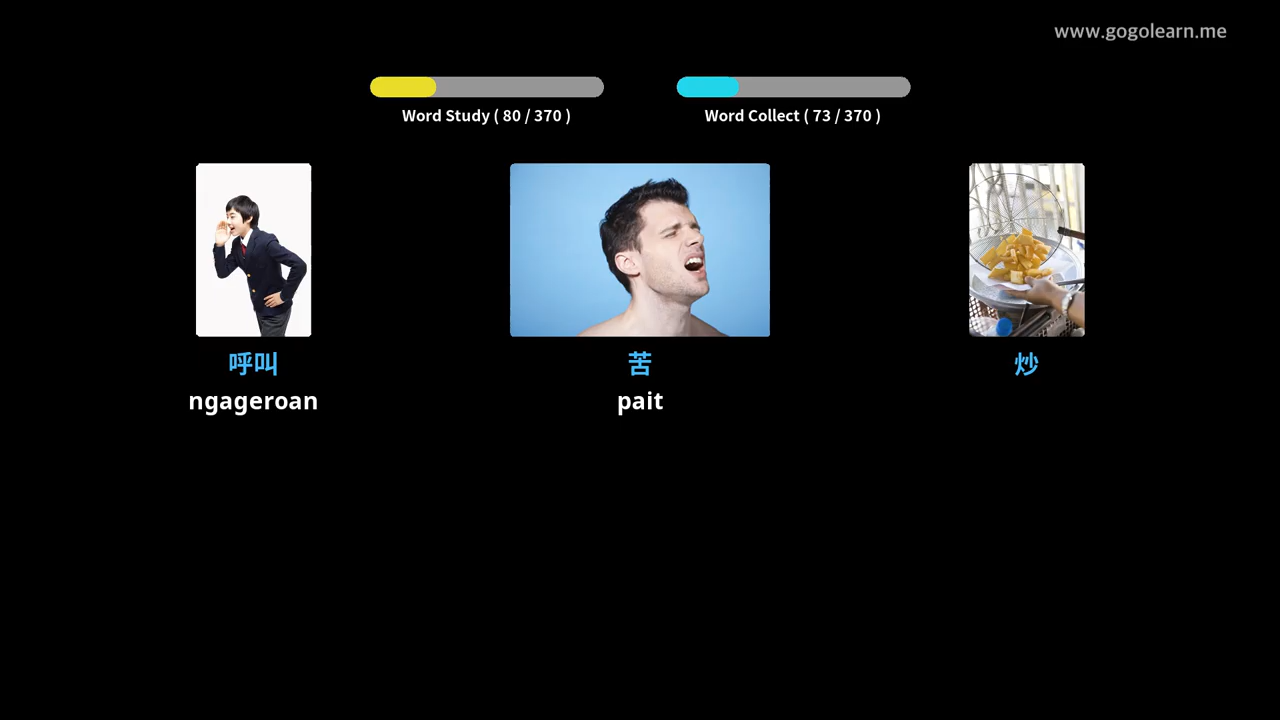 www.gogolearn.me
Word Study ( 80 / 370 )
Word Collect ( 73 / 370 )
呼叫
苦
炒
ngageroan
pait